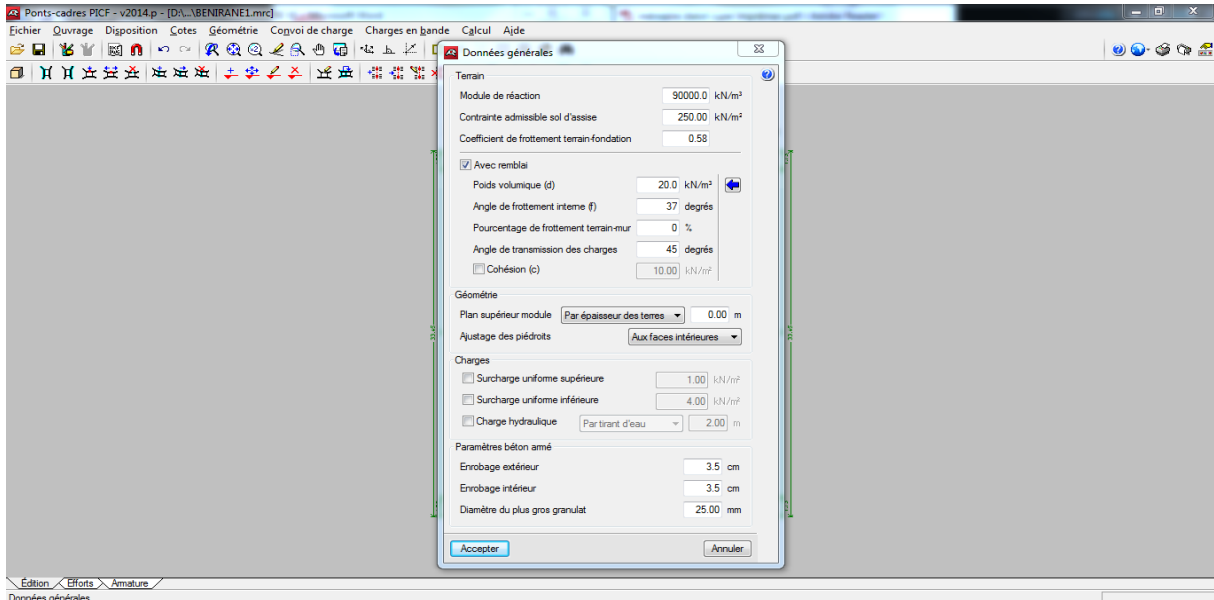 Ponts-cadres PICF - v2014.p - [D:\...\BENIRANE1.mrc]
Fichier Ouvrage Disposition Cotes Géométrie Convoi de charge Charges en bande Calcul Aide
Données générales
Terrain
Module de réaction 90000.0 kN/m³
Contrainte admissible sol d'assise 250.00 kN/m²
Coefficient de frottement terrain-fondation 0.58
Avec remblai
Poids volumique (d) 20.0 kN/m³
Angle de frottement interne (f) 37 degrés
Pourcentage de frottement terrain-mur 0 %
Angle de transmission des charges 45 degrés
Cohésion (c) 10.00 kN/m²
Géométrie
Plan supérieur module Par épaisseur des terres 0.00 m
Ajustage des piédroits Aux faces intérieures
Charges
Surcharge uniforme supérieure 1.00 kN/m²
Surcharge uniforme inférieure 4.00 kN/m²
Charge hydraulique Par tirant d'eau 2.00 m
Paramètres béton armé
Enrobage extérieur 3.5 cm
Enrobage intérieur 3.5 cm
Diamètre du plus gros granulat 25.00 mm
Accepter Annuler
Édition Efforts Armature
Données générales